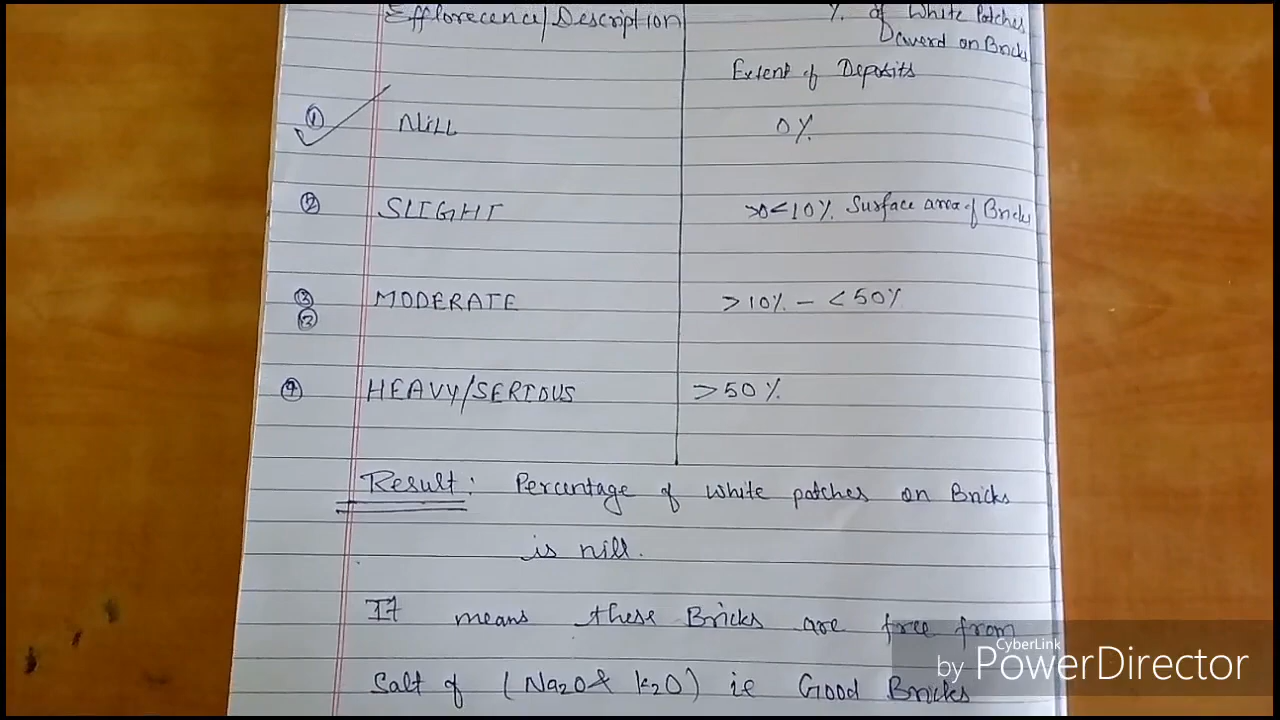 Efflorecence/Description
% of White Patches
Daverd on Bricks
Extent of Deposits
① NILL 0%
② SLIGHT >0<10% Surface area of Bricks
③ MODERATE >10% - <50%
③
④ HEAVY/SERIOUS >50%
Result: Percentage of white patches on Bricks
is nill.
It means these Bricks are free from
Salt of (Na2O & K2O) ie Good Bricks
CyberLink
by PowerDirector